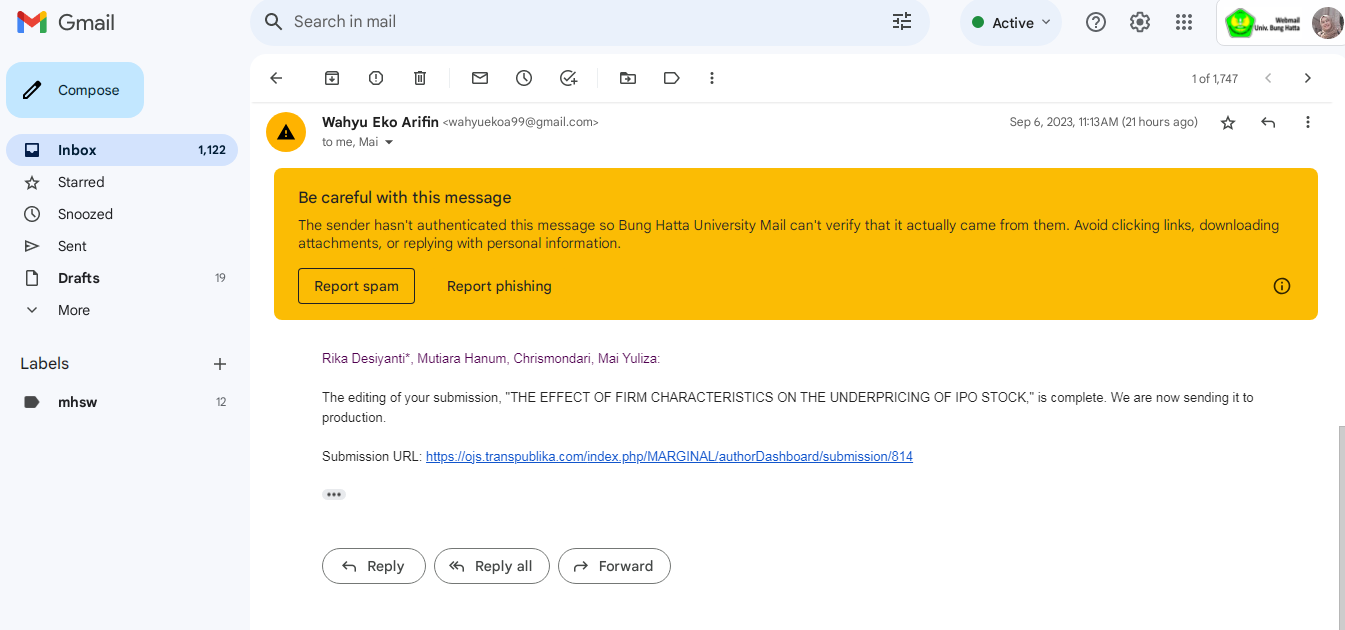 Gmail
Search in mail
Active
Webmail
Univ. Bung Hatta
Compose
1 of 1,747
Wahyu Eko Arifin <wahyuekoa99@gmail.com>
Sep 6, 2023, 11:13 AM (21 hours ago)
to me, Mai
Inbox 1,122
Starred
Snoozed
Sent
Drafts 19
More
Labels
mhsw 12
Be careful with this message
The sender hasn't authenticated this message so Bung Hatta University Mail can't verify that it actually came from them. Avoid clicking links, downloading
attachments, or replying with personal information.
Report spam Report phishing
Rika Desiyanti*, Mutiara Hanum, Chrismondari, Mai Yuliza:
The editing of your submission, "THE EFFECT OF FIRM CHARACTERISTICS ON THE UNDERPRICING OF IPO STOCK," is complete. We are now sending it to
production.
Submission URL: https://ojs.transpublika.com/index.php/MARGINAL/authorDashboard/submission/814
Reply Reply all Forward